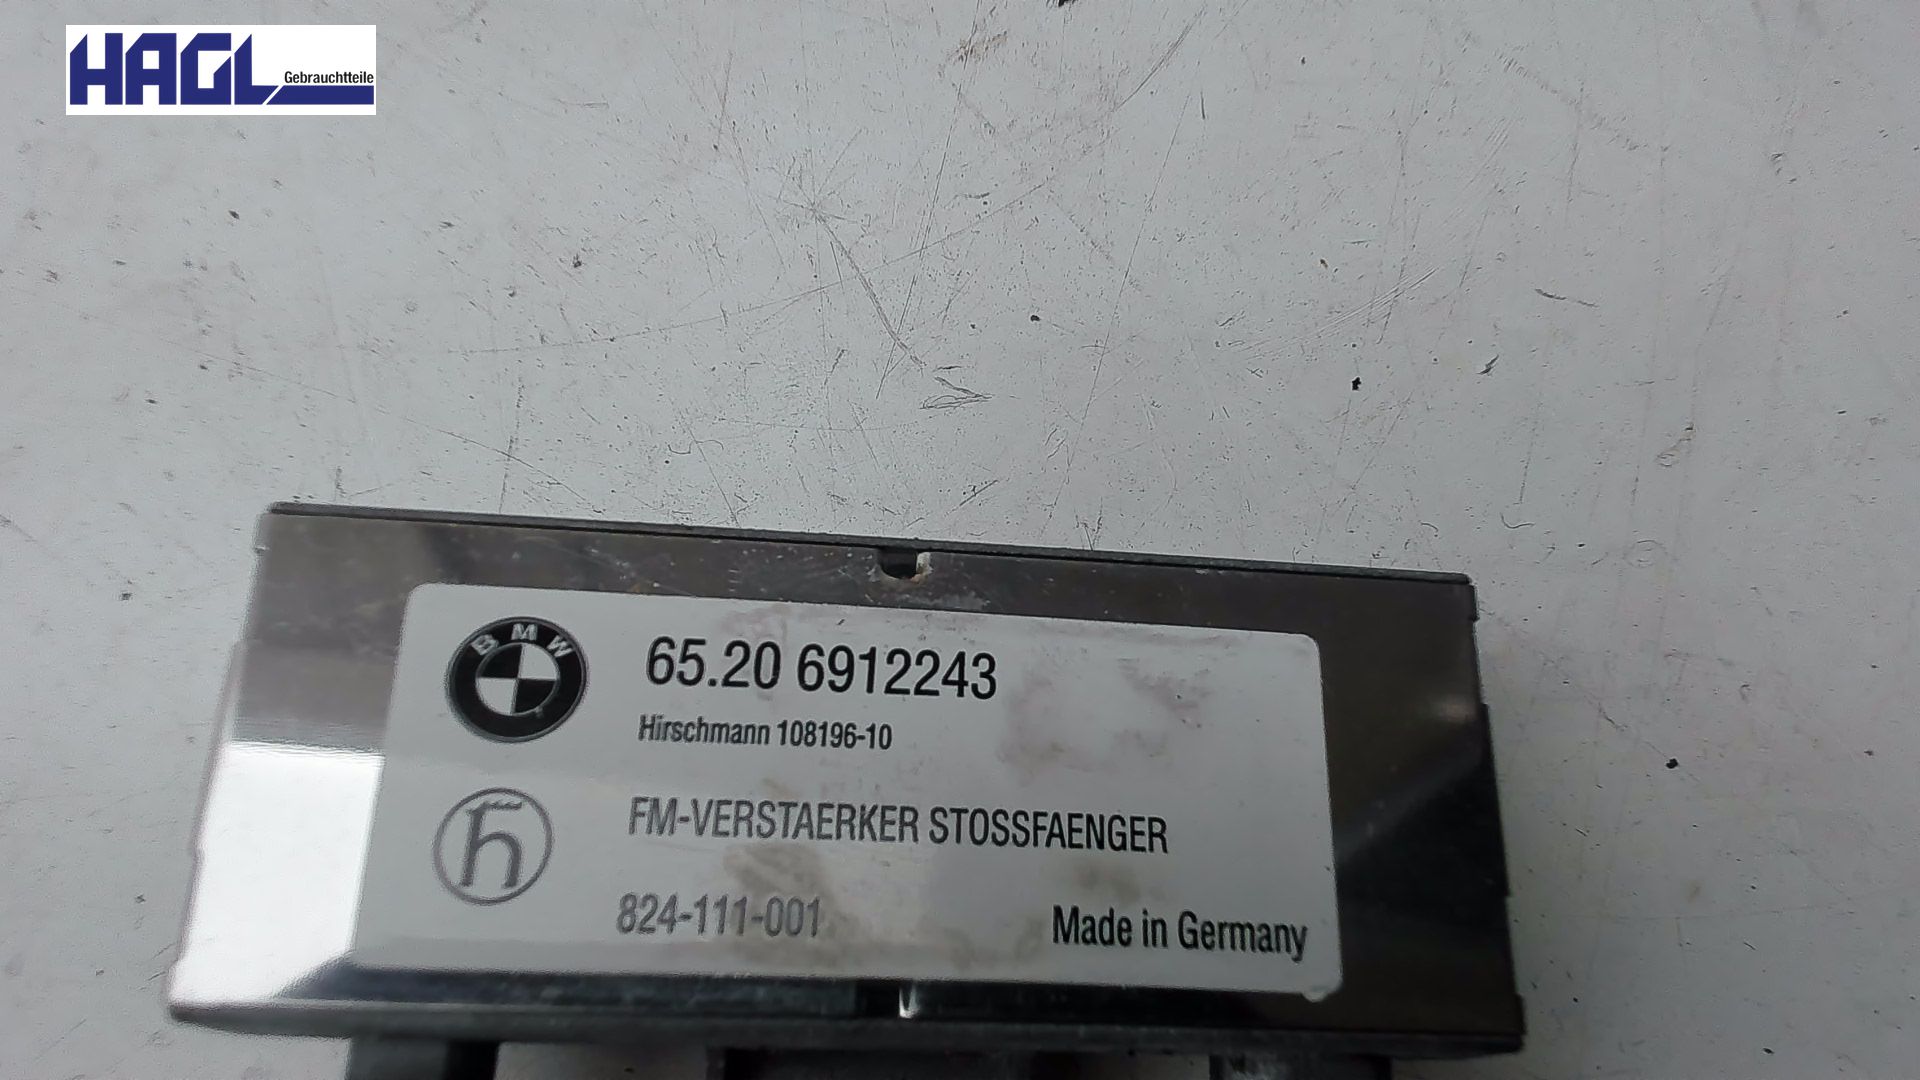 HAGL Gebrauchtteile
BMW
65.20 6912243
Hirschmann 108196-10
h
FM-VERSTAERKER STOSSFAENGER
824-111-001
Made in Germany